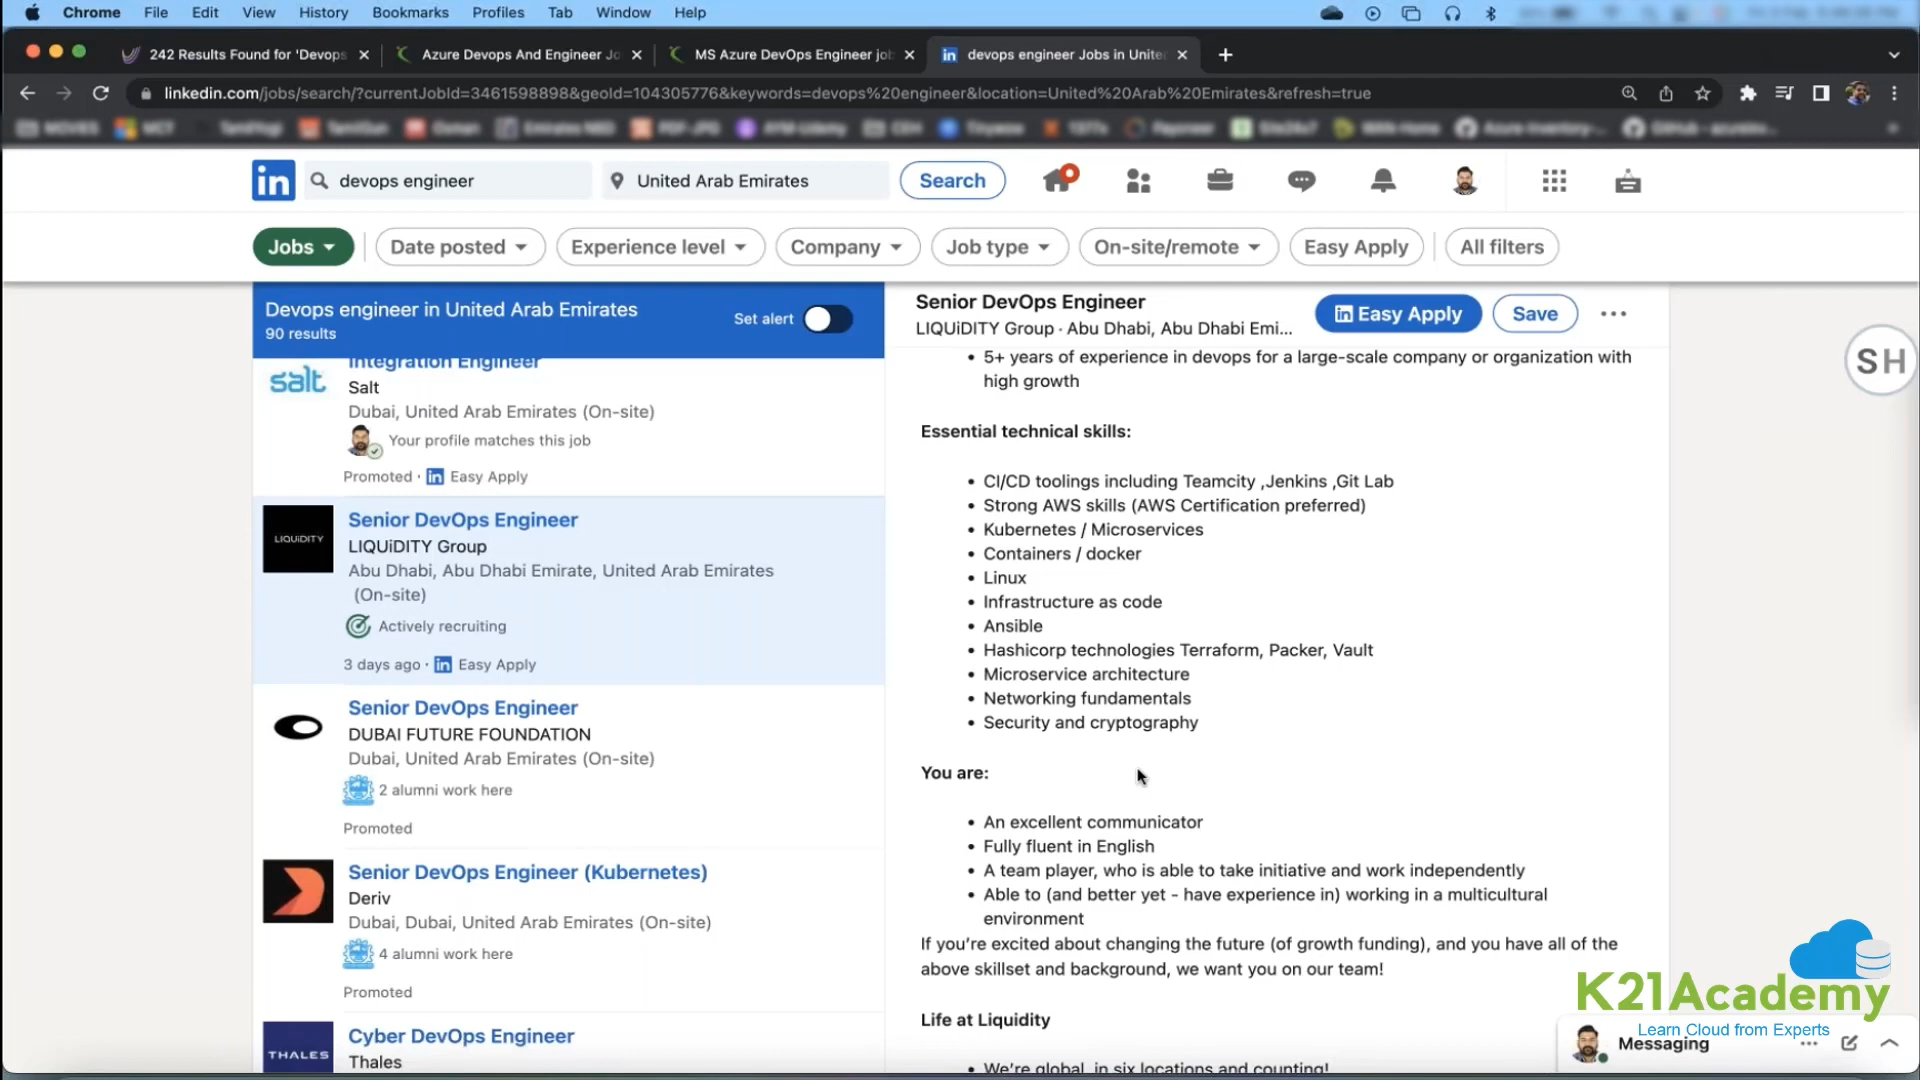 Chrome File Edit View History Bookmarks Profiles Tab Window Help
242 Results Found for 'Devops
Azure Devops And Engineer Jo
MS Azure DevOps Engineer job
devops engineer Jobs in Unite
linkedin.com/jobs/search/?currentJobId=3461598898&geoId=104305776&keywords=devops%20engineer&location=United%20Arab%20Emirates&refresh=true
in devops engineer United Arab Emirates Search
Jobs Date posted Experience level Company Job type On-site/remote Easy Apply All filters
Devops engineer in United Arab Emirates
90 results
Set alert
Integration Engineer
salt
Salt
Dubai, United Arab Emirates (On-site)
Your profile matches this job
Promoted · in Easy Apply
LIQUiDITY
Senior DevOps Engineer
LIQUiDITY Group
Abu Dhabi, Abu Dhabi Emirate, United Arab Emirates
(On-site)
Actively recruiting
3 days ago · in Easy Apply
Senior DevOps Engineer
DUBAI FUTURE FOUNDATION
Dubai, United Arab Emirates (On-site)
2 alumni work here
Promoted
Senior DevOps Engineer (Kubernetes)
Deriv
Dubai, Dubai, United Arab Emirates (On-site)
4 alumni work here
Promoted
Cyber DevOps Engineer
THALES
Thales
Senior DevOps Engineer
LIQUiDITY Group · Abu Dhabi, Abu Dhabi Emi...
in Easy Apply Save
• 5+ years of experience in devops for a large-scale company or organization with
high growth
Essential technical skills:
• CI/CD toolings including Teamcity ,Jenkins ,Git Lab
• Strong AWS skills (AWS Certification preferred)
• Kubernetes / Microservices
• Containers / docker
• Linux
• Infrastructure as code
• Ansible
• Hashicorp technologies Terraform, Packer, Vault
• Microservice architecture
• Networking fundamentals
• Security and cryptography
You are:
• An excellent communicator
• Fully fluent in English
• A team player, who is able to take initiative and work independently
• Able to (and better yet - have experience in) working in a multicultural
environment
If you're excited about changing the future (of growth funding), and you have all of the
above skillset and background, we want you on our team!
Life at Liquidity
• We're global, in six locations and counting!
SH
K21Academy
Learn Cloud from Experts
Messaging